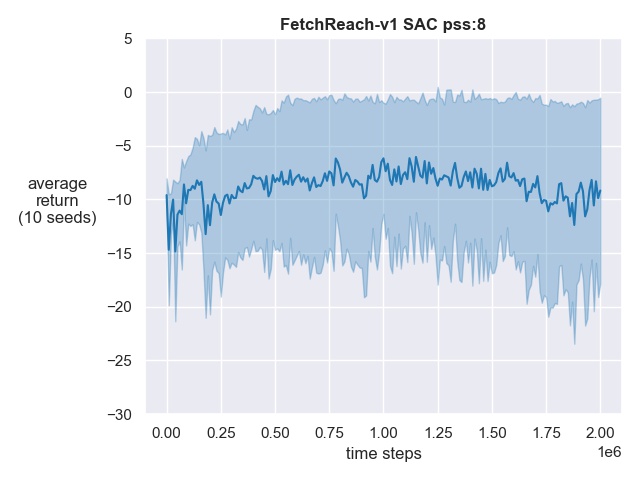 FetchReach-v1 SAC pss:8
5
0
−5
−10
−15
−20
−25
−30
average
return
(10 seeds)
0.00 0.25 0.50 0.75 1.00 1.25 1.50 1.75 2.00
time steps
1e6